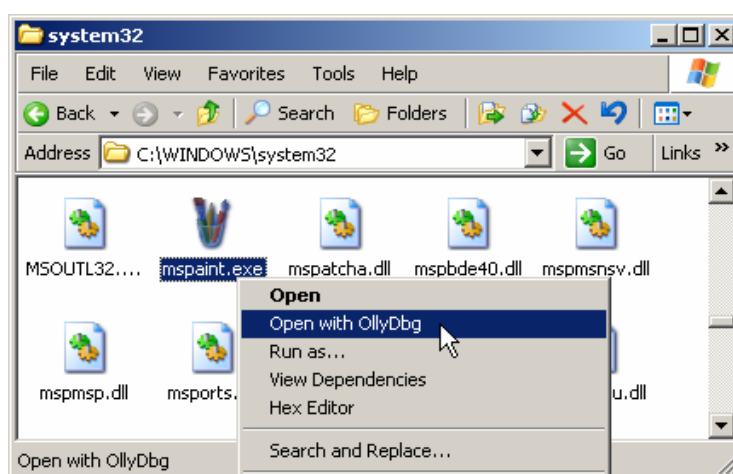 system32
File Edit View Favorites Tools Help
Back Search Folders
Address C:\WINDOWS\system32 Go Links »
MSOUTL32.... mspaint.exe mspatcha.dll mspbde40.dll mspmsnsv.dll
Open
Open with OllyDbg
Run as...
View Dependencies
Hex Editor
Search and Replace...
mspmsp.dll msports. u.dll
Open with OllyDbg